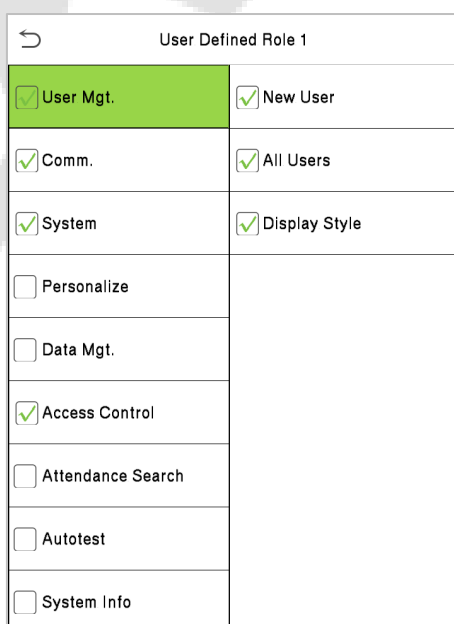 User Defined Role 1
User Mgt.
New User
Comm.
All Users
System
Display Style
Personalize
Data Mgt.
Access Control
Attendance Search
Autotest
System Info